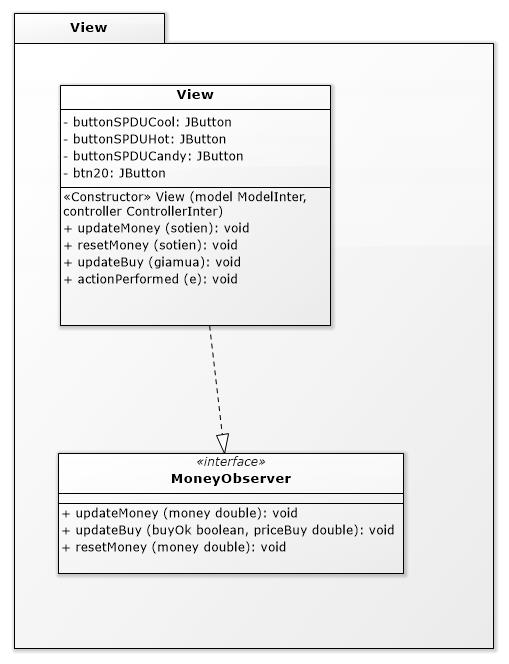 View
View
- buttonSPDUCool: JButton
- buttonSPDUHot: JButton
- buttonSPDUCandy: JButton
- btn20: JButton
«Constructor» View (model ModelInter,
controller ControllerInter)
+ updateMoney (sotien): void
+ resetMoney (sotien): void
+ updateBuy (giamua): void
+ actionPerformed (e): void
«interface»
MoneyObserver
+ updateMoney (money double): void
+ updateBuy (buyOk boolean, priceBuy double): void
+ resetMoney (money double): void